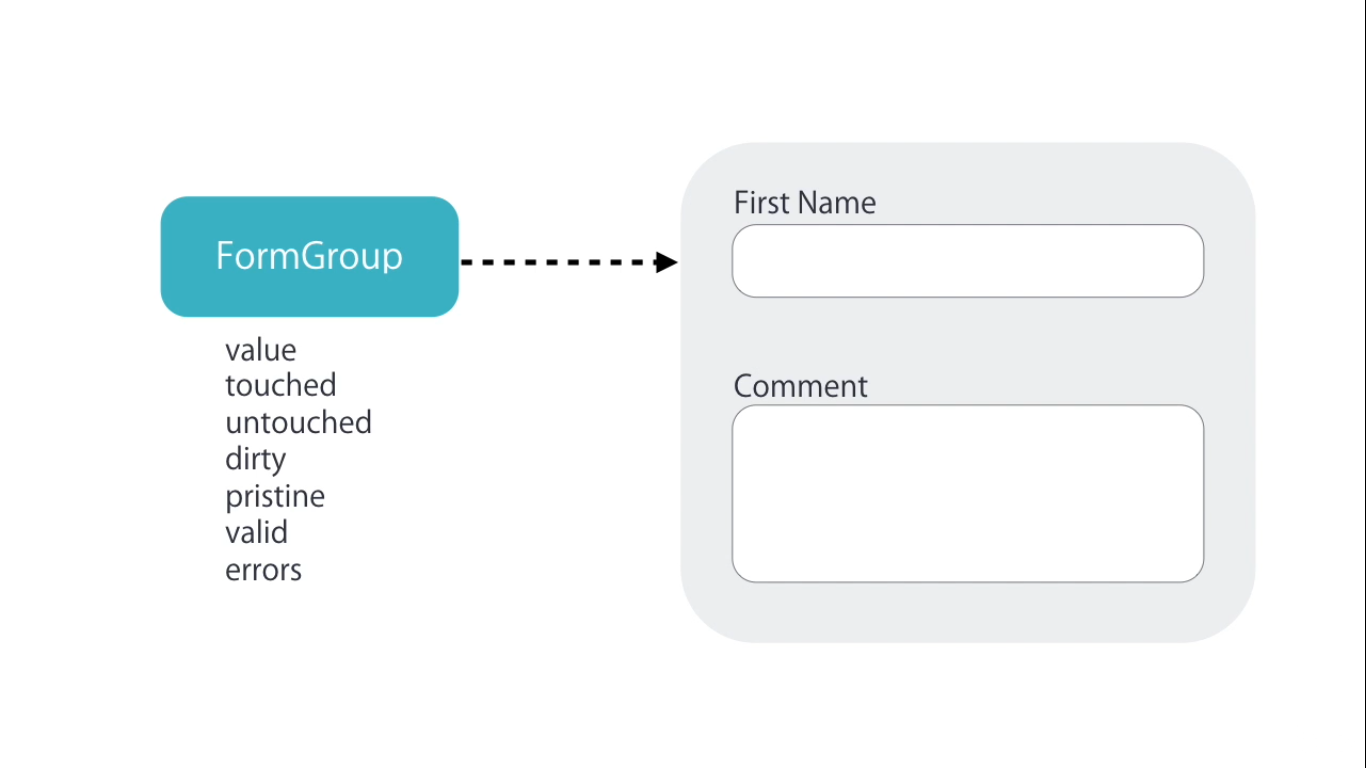 FormGroup
value
touched
untouched
dirty
pristine
valid
errors
First Name
Comment